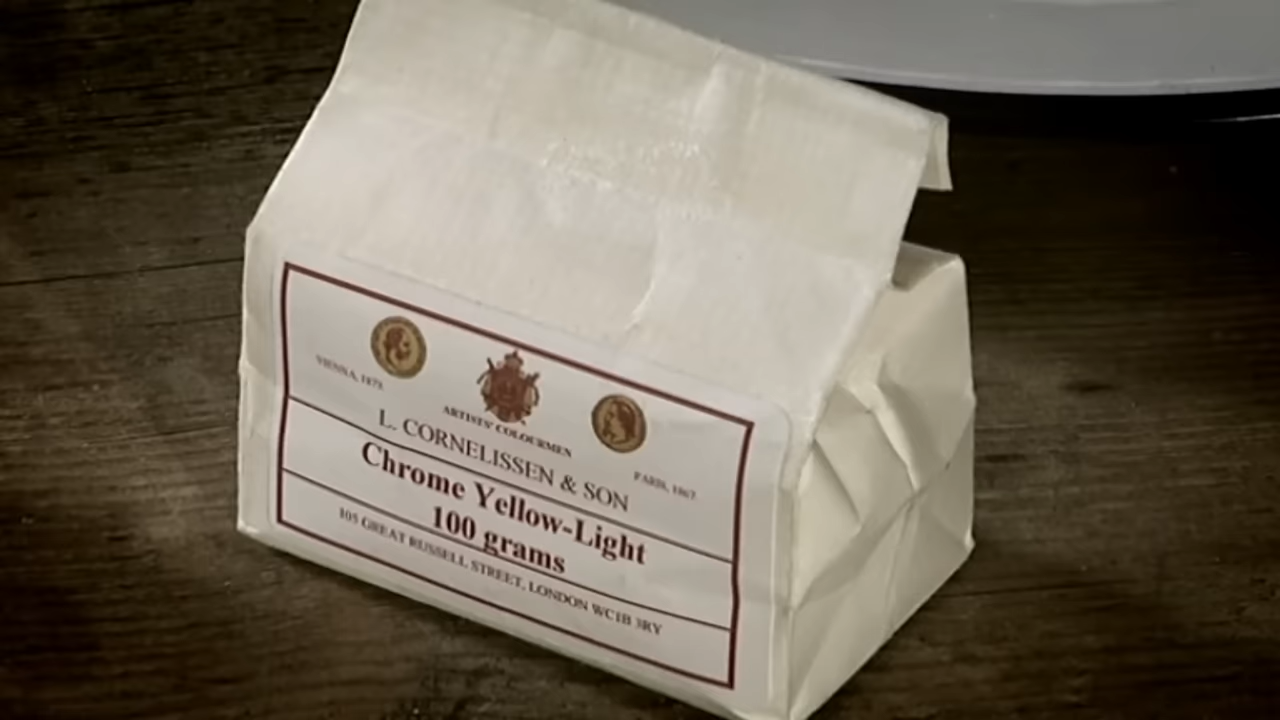 VIENNA, 1873.
ARTISTS' COLOURMEN
PARIS, 1867.
L. CORNELISSEN & SON
Chrome Yellow-Light
100 grams
105 GREAT RUSSELL STREET, LONDON WC1B 3RY